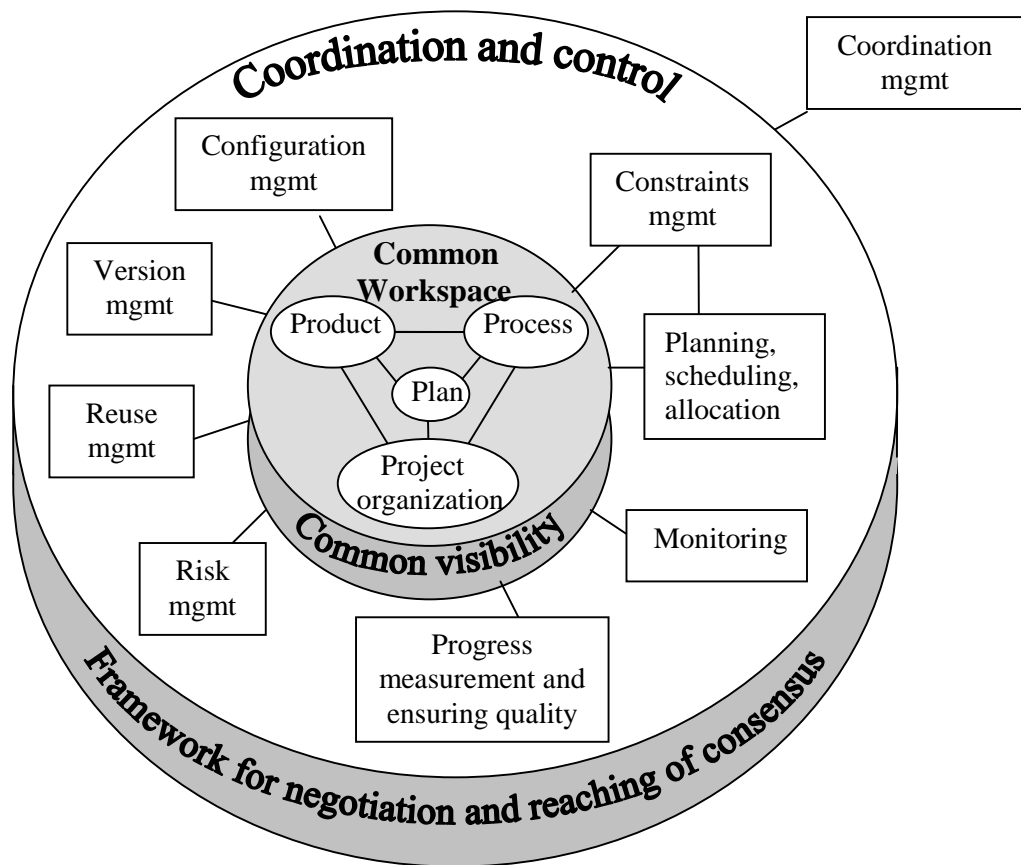 Coordination and control
Coordination
mgmt
Configuration
mgmt
Constraints
mgmt
Version
mgmt
Common
Workspace
Product
Process
Plan
Planning,
scheduling,
allocation
Reuse
mgmt
Project
organization
Common visibility
Monitoring
Risk
mgmt
Progress
measurement and
ensuring quality
Framework for negotiation and reaching of consensus